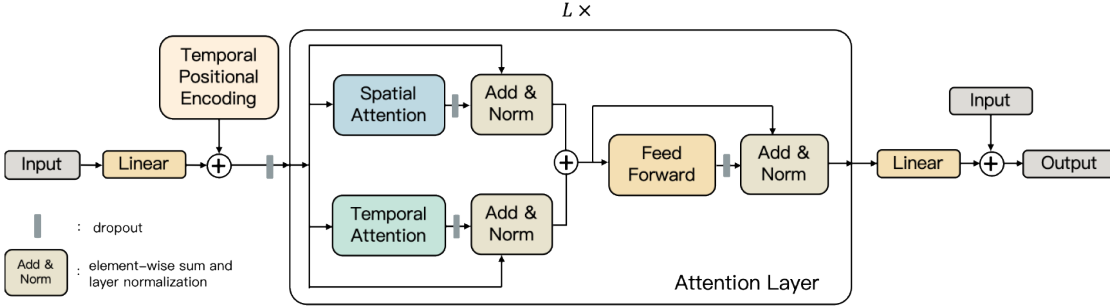 L ×
Temporal
Positional
Encoding
Input
Linear
+
Spatial
Attention
Add &
Norm
Temporal
Attention
Add &
Norm
+
Feed
Forward
Add &
Norm
Linear
Input
+
Output
: dropout
Add &
Norm
: element-wise sum and
layer normalization
Attention Layer